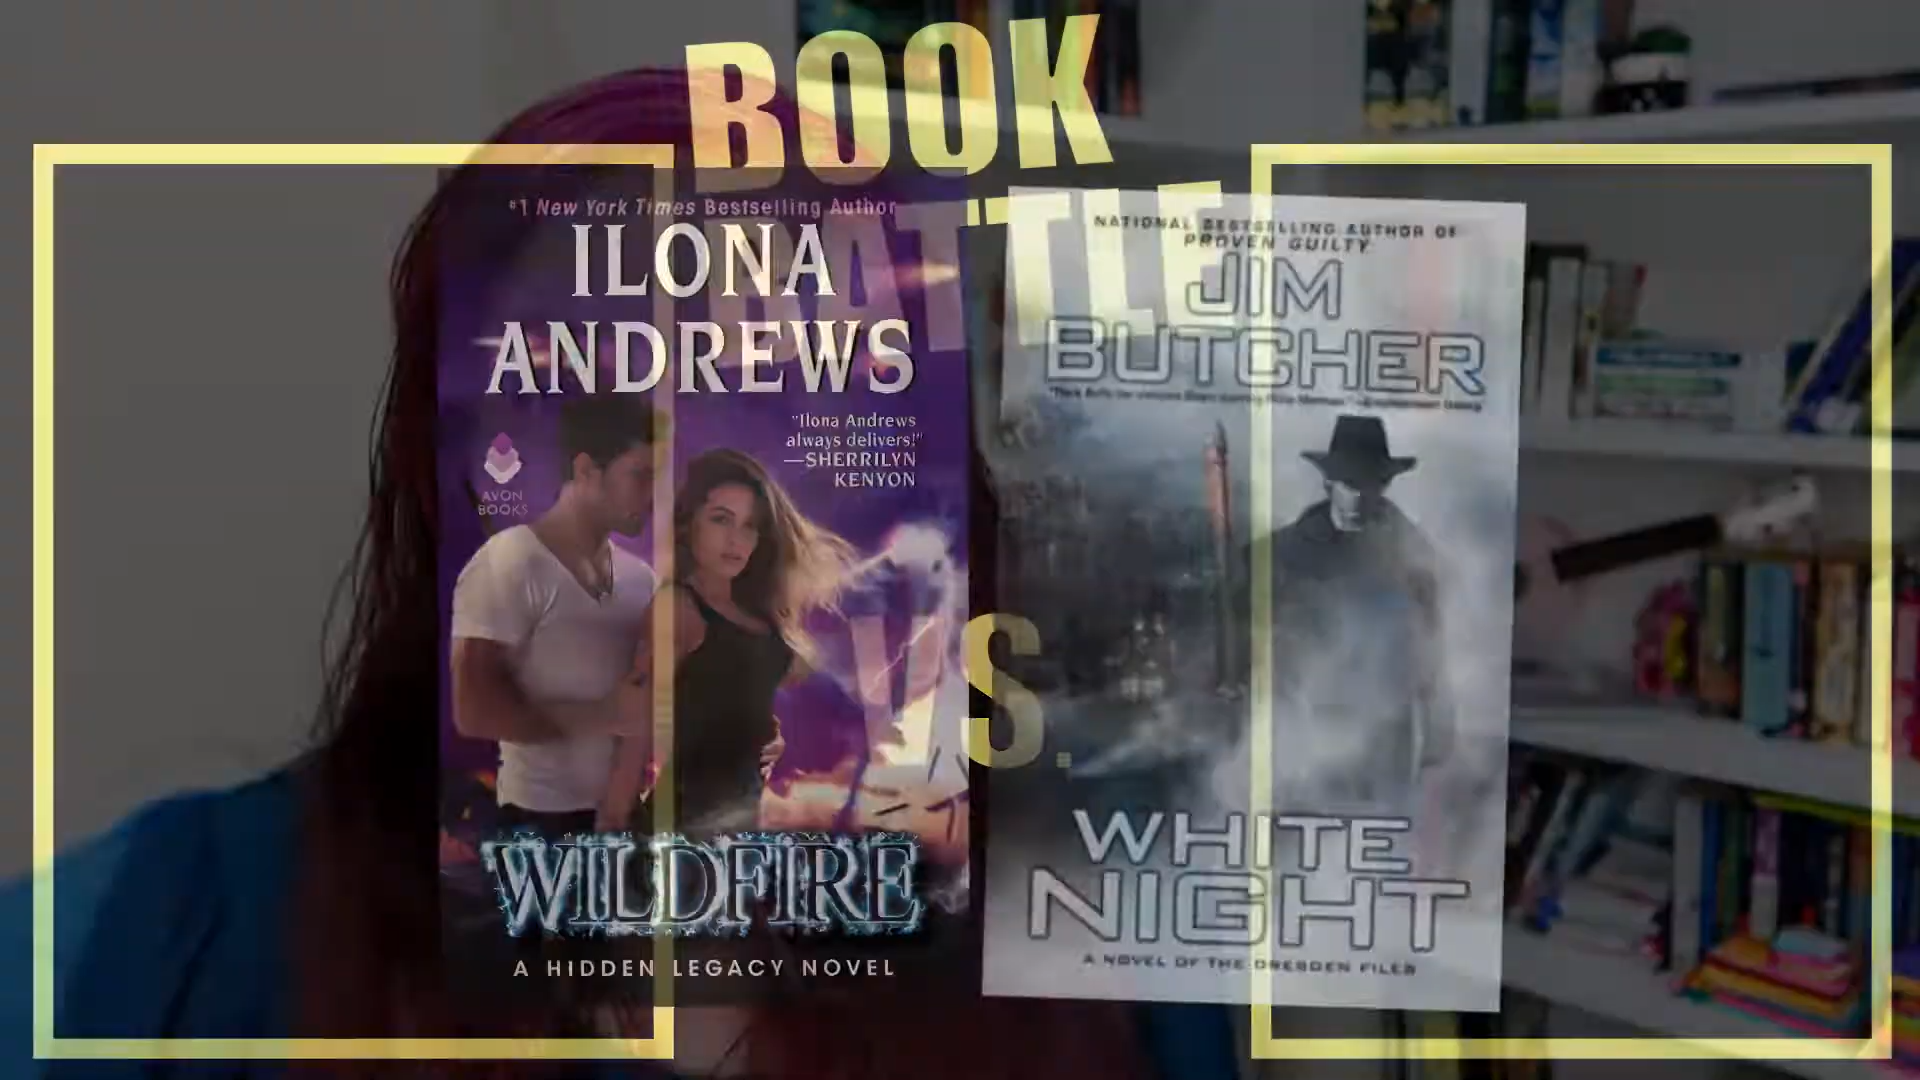 BOOK
BATTLE
#1 New York Times Bestselling Author
ILONA
ANDREWS
"Ilona Andrews
always delivers!"
—SHERRILYN
KENYON
AVON
BOOKS
WILDFIRE
A HIDDEN LEGACY NOVEL
VS.
NATIONAL BESTSELLING AUTHOR OF
PROVEN GUILTY
JIM
BUTCHER
WHITE
NIGHT
A NOVEL OF THE DRESDEN FILES